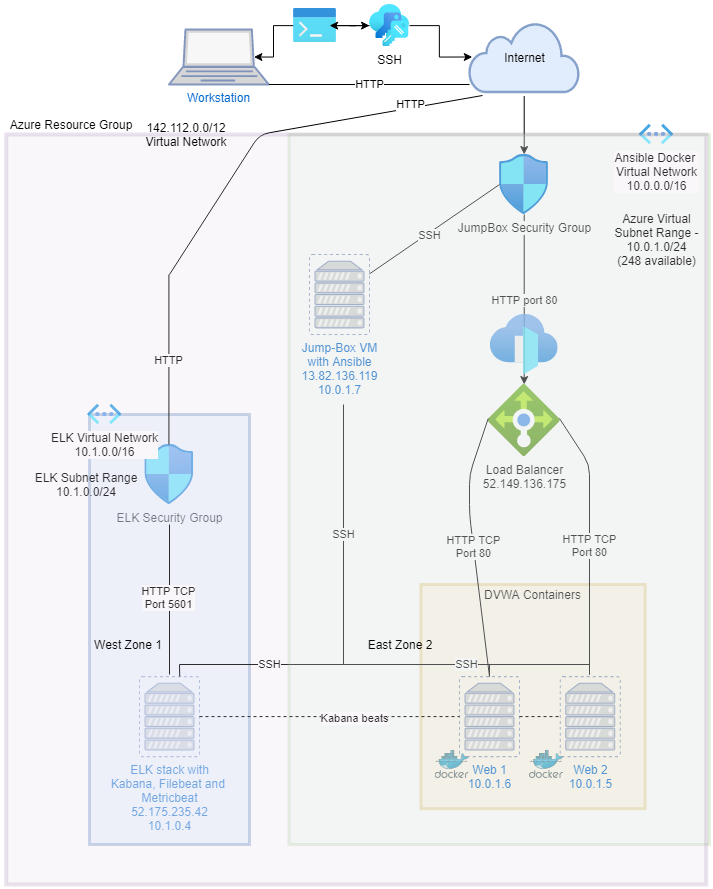 SSH
Internet
Workstation
HTTP
HTTP
Azure Resource Group
142.112.0.0/12
Virtual Network
Ansible Docker
Virtual Network
10.0.0.0/16
Azure Virtual
Subnet Range -
10.0.1.0/24
(248 available)
JumpBox Security Group
SSH
HTTP port 80
Jump-Box VM
with Ansible
13.82.136.119
10.0.1.7
HTTP
ELK Virtual Network
10.1.0.0/16
ELK Subnet Range
10.1.0.0/24
ELK Security Group
Load Balancer
52.149.136.175
SSH
HTTP TCP
Port 80
HTTP TCP
Port 80
HTTP TCP
Port 5601
DVWA Containers
West Zone 1
East Zone 2
SSH
SSH
Kabana beats
ELK stack with
Kabana, Filebeat and
Metricbeat
52.175.235.42
10.1.0.4
docker
Web 1
10.0.1.6
docker
Web 2
10.0.1.5